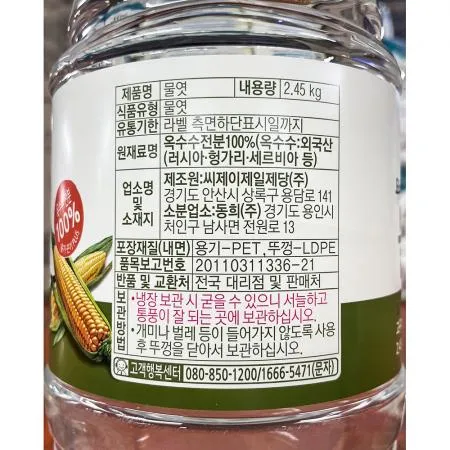 제품명 물엿 내용량 2.45 kg
식품유형 물엿
유통기한 라벨 측면하단표시일까지
원재료명 옥수수전분100%(옥수수:외국산
(러시아·헝가리·세르비아 등)
업소명 및 소재지 제조원:씨제이제일제당(주)
경기도 안산시 상록구 용담로 141
소분업소:동희(주) 경기도 용인시
처인구 남사면 전원로 13
포장재질(내면) 용기-PET, 뚜껑-LDPE
품목보고번호 20110311336-21
반품 및 교환처 전국 대리점 및 판매처
보관방법 •냉장 보관 시 굳을 수 있으니 서늘하고
통풍이 잘 되는 곳에 보관하십시오.
•개미나 벌레 등이 들어가지 않도록 사용
후 뚜껑을 닫아서 보관하십시오.
고객행복센터 080-850-1200/1666-5471(문자)
100%